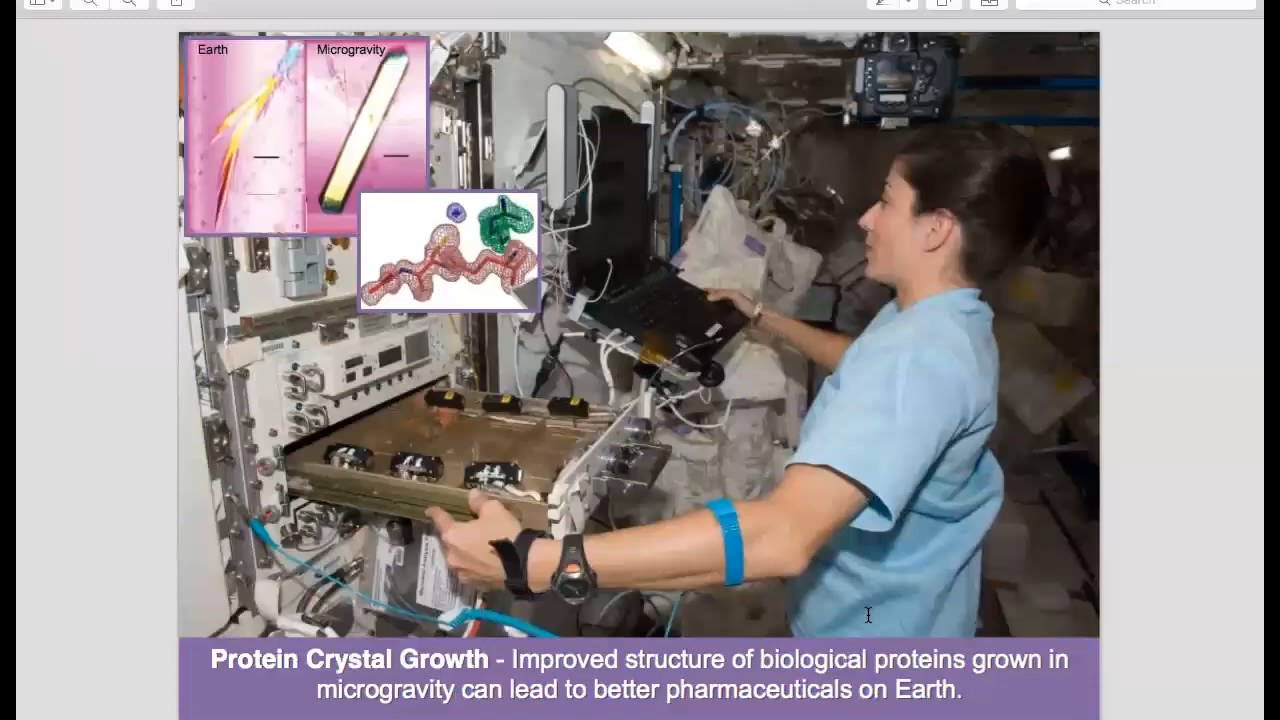 Search
Earth
Microgravity
Protein Crystal Growth - Improved structure of biological proteins grown in
microgravity can lead to better pharmaceuticals on Earth.